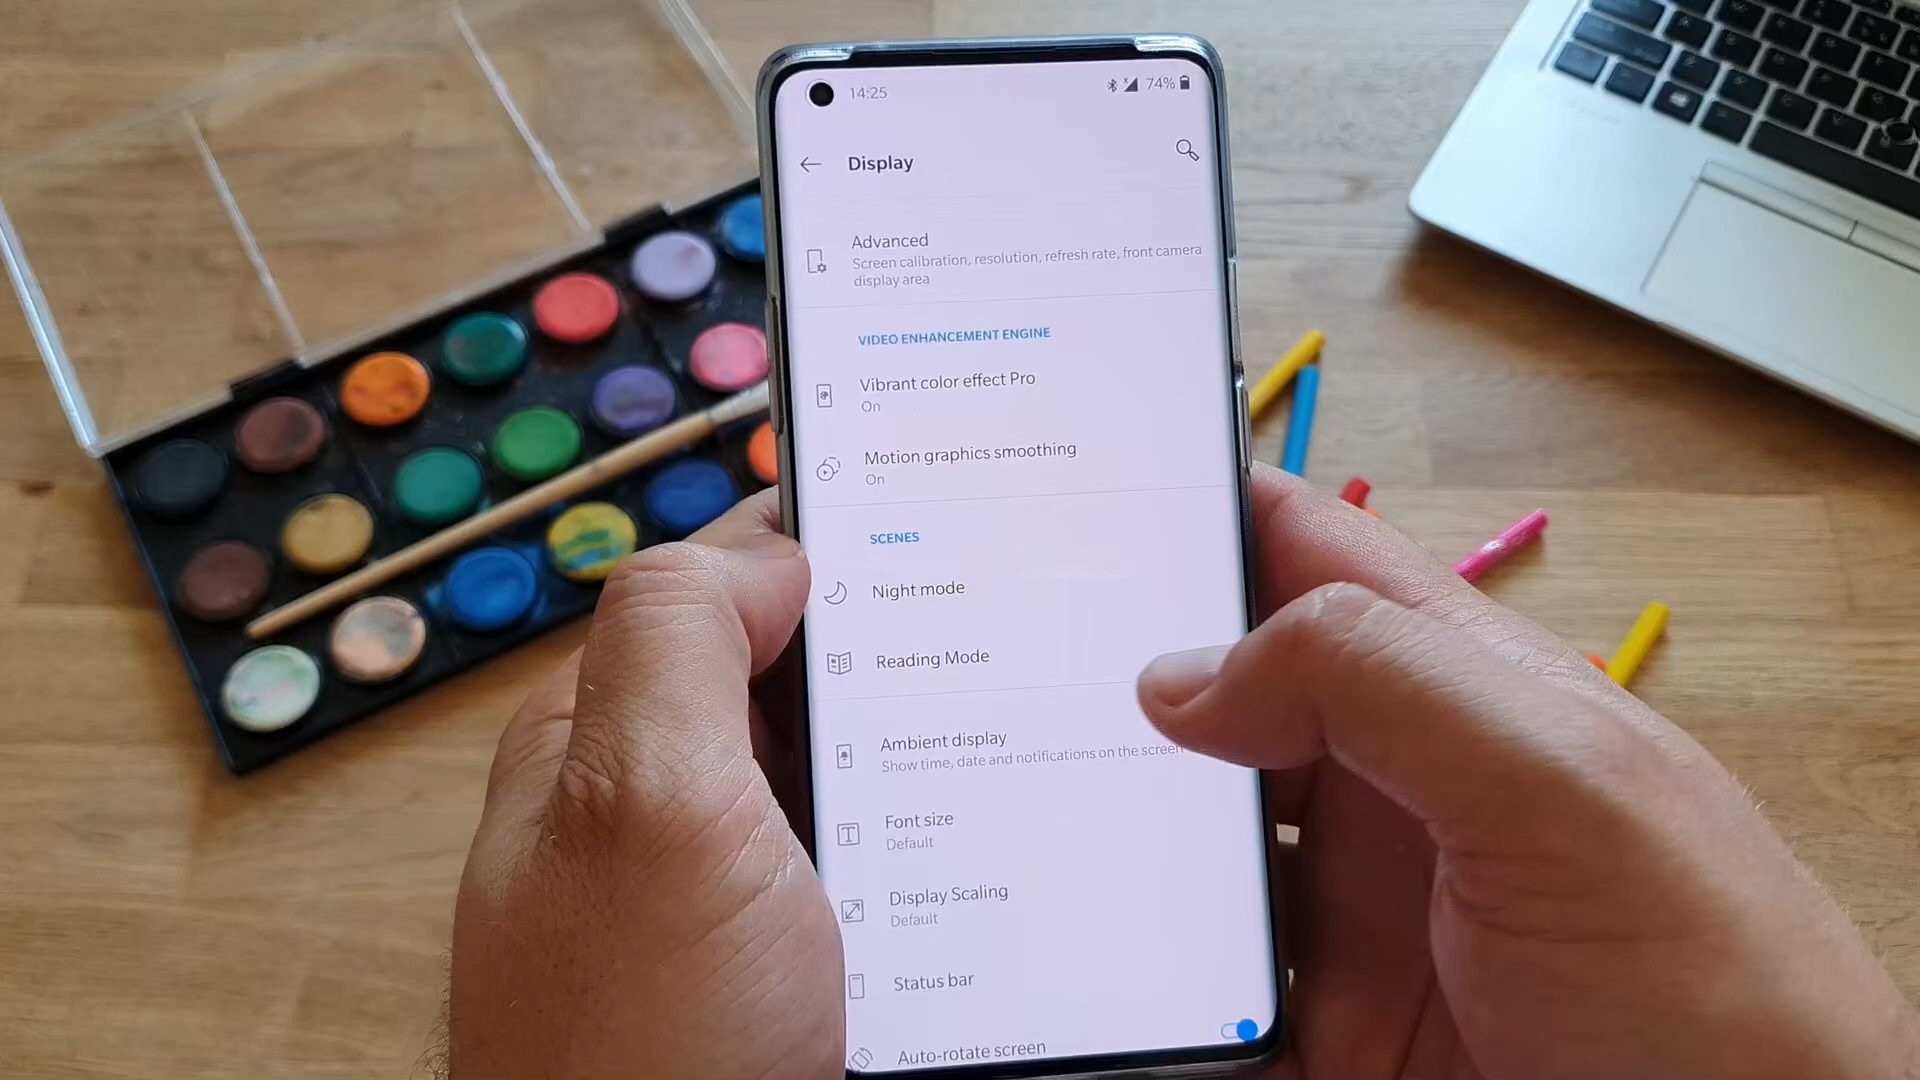 14:25
74%
Display
Advanced
Screen calibration, resolution, refresh rate, front camera
display area
VIDEO ENHANCEMENT ENGINE
Vibrant color effect Pro
On
Motion graphics smoothing
On
SCENES
Night mode
Reading Mode
Ambient display
Show time, date and notifications on the screen
Font size
Default
Display Scaling
Default
Status bar
Auto-rotate screen